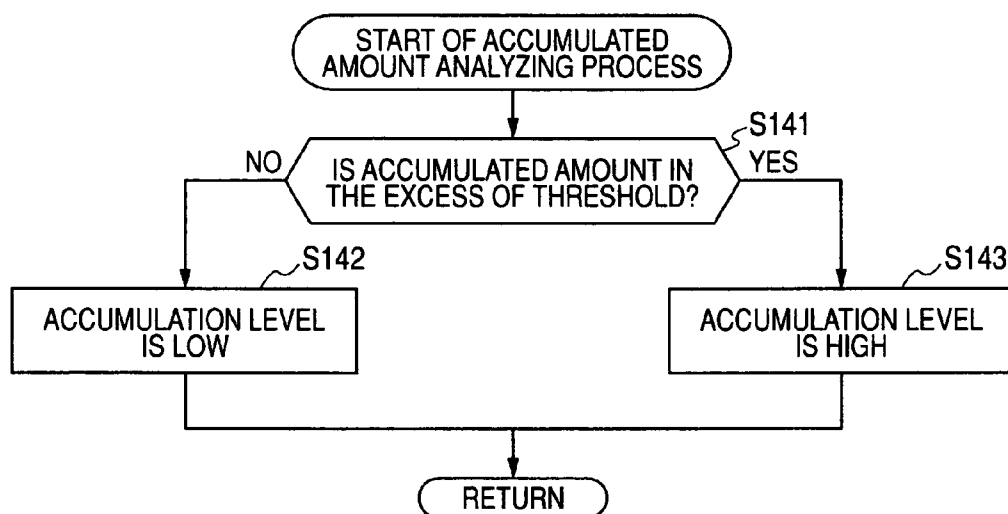 START OF ACCUMULATED
AMOUNT ANALYZING PROCESS
S141
NO
YES
IS ACCUMULATED AMOUNT IN
THE EXCESS OF THRESHOLD?
S142
S143
ACCUMULATION LEVEL
IS LOW
ACCUMULATION LEVEL
IS HIGH
RETURN